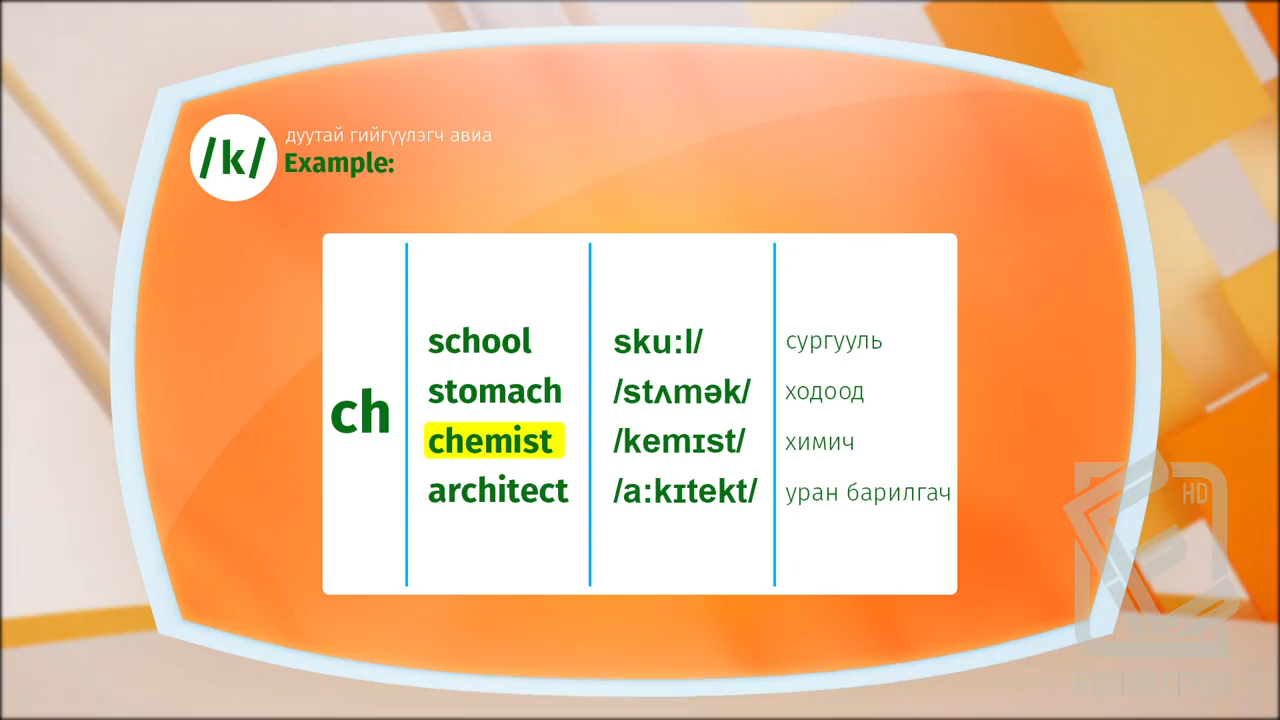 /k/
дуутай гийгүүлэгч авиа
Example:
ch
school sku:l/ сургууль
stomach /stʌmək/ ходоод
chemist /kemɪst/ химич
architect /a:kɪtekt/ уран барилгач
HD